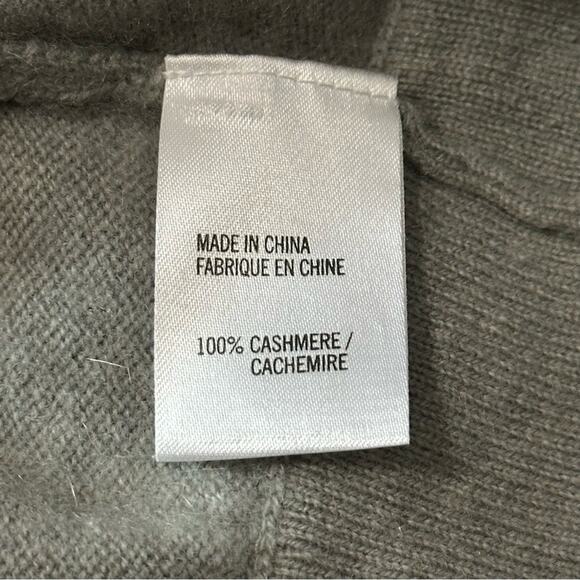 MADE IN CHINA
FABRIQUE EN CHINE
100% CASHMERE /
CACHEMIRE